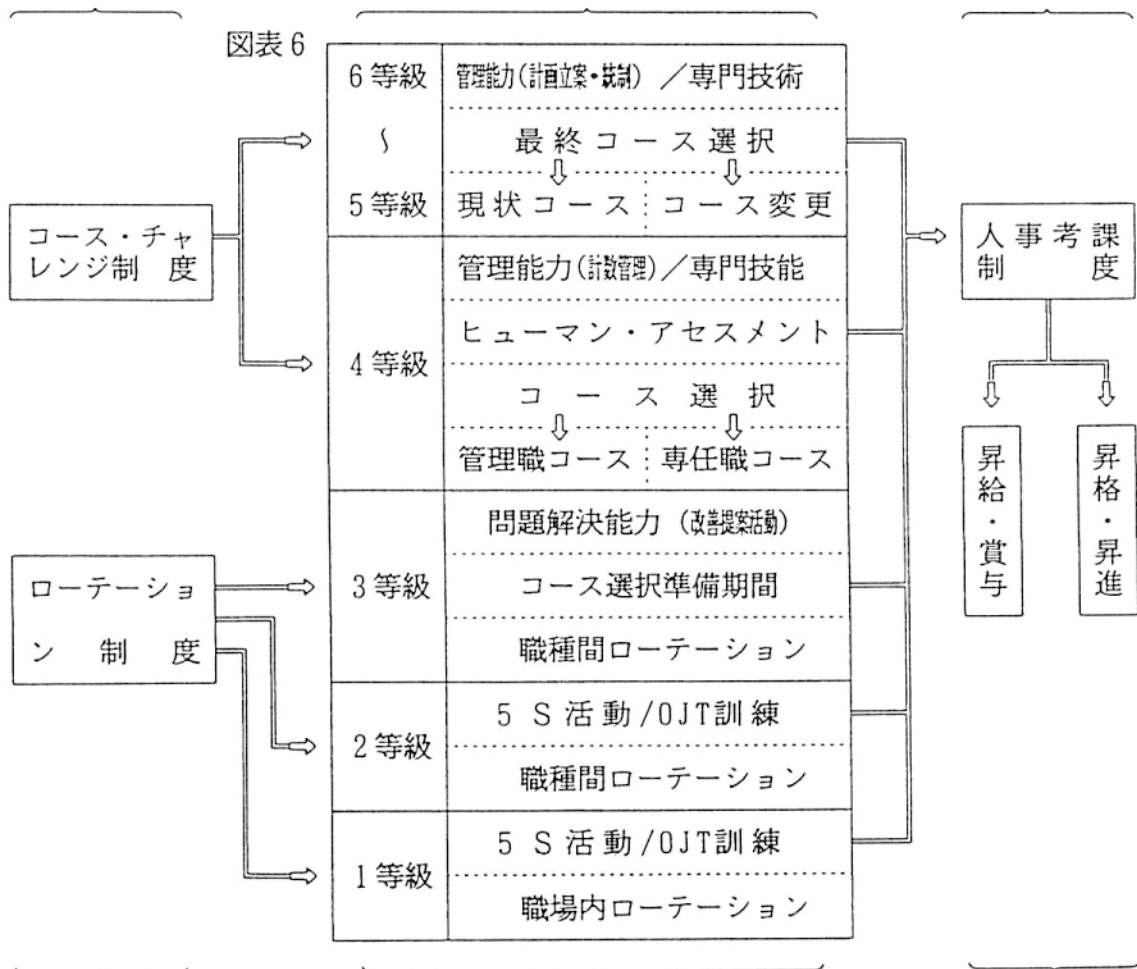 図表6
コース・チャ
レンジ制度
ローテーショ
ン制度
6等級
〜
5等級
管理能力(計画立案・統制)／専門技術
最終コース選択
現状コース
コース変更
4等級
管理能力(計数管理)／専門技能
ヒューマン・アセスメント
コース選択
管理職コース
専任職コース
3等級
問題解決能力（改善提案活動）
コース選択準備期間
職種間ローテーション
2等級
5S活動/OJT訓練
職種間ローテーション
1等級
5S活動/OJT訓練
職場内ローテーション
人事考課
制度
昇給・賞与
昇格・昇進